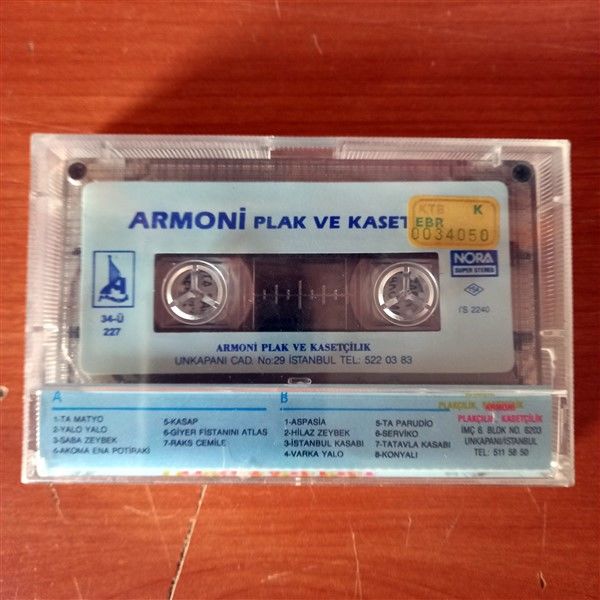 ARMONİ PLAK VE KASET
KTB K
EBR
0034050
NORA
SUPER STEREO
34-Ü
227
İS 2240
ARMONİ PLAK VE KASETÇİLİK
UNKAPANI CAD. No:29 İSTANBUL TEL: 522 03 83
A
1-TA MATYO
2-YALO YALO
3-SABA ZEYBEK
6-AKOMA ENA POTIRAKI
5-KASAP
6-GİYER FİSTANINI ATLAS
7-RAKS CEMİLE
B
1-ASPASİA
2-HİLAZ ZEYBEK
3-İSTANBUL KASABI
4-VARKA YALO
5-TA PARUDİO
6-SERVİKO
7-TATAVLA KASABI
8-KONYALI
ARMONİ
PLAKÇILIK, KASETÇİLİK
İMÇ 6. BLOK NO. 6203
UNKAPANI/İSTANBUL
TEL: 511 58 50